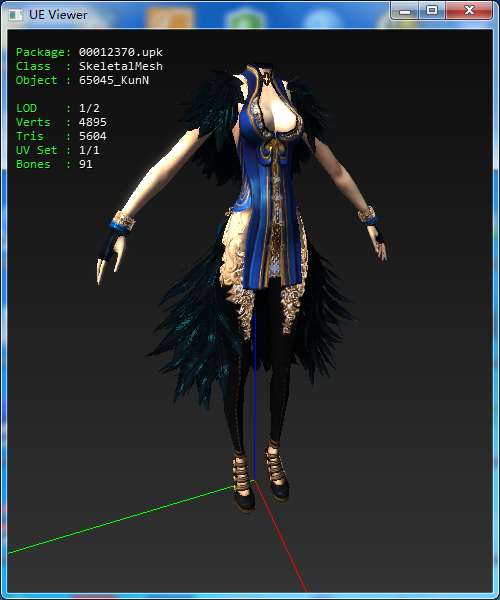 UE Viewer
Package: 00012370.upk
Class : SkeletalMesh
Object : 65045_KunN
LOD : 1/2
Verts : 4895
Tris : 5604
UV Set : 1/1
Bones : 91